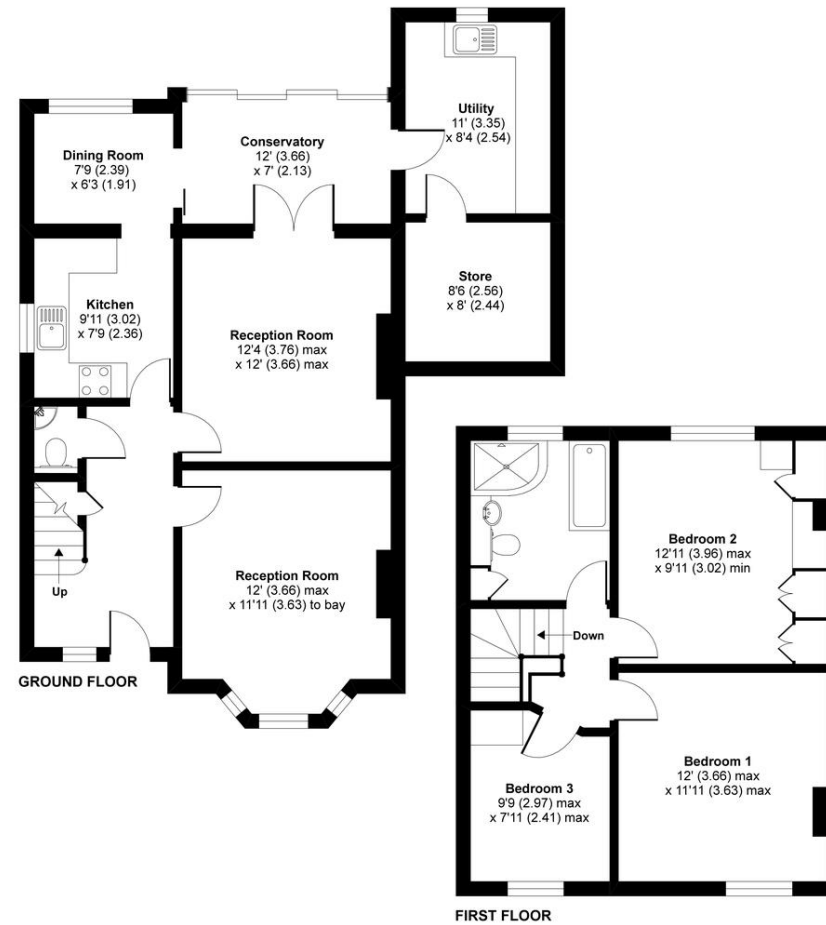 Utility
11' (3.35)
x 8'4 (2.54)
Conservatory
12' (3.66)
x 7' (2.13)
Dining Room
7'9 (2.39)
x 6'3 (1.91)
Store
8'6 (2.56)
x 8' (2.44)
Kitchen
9'11 (3.02)
x 7'9 (2.36)
Reception Room
12'4 (3.76) max
x 12' (3.66) max
Reception Room
12' (3.66) max
x 11'11 (3.63) to bay
Up
GROUND FLOOR
Bedroom 2
12'11 (3.96) max
x 9'11 (3.02) min
Down
Bedroom 1
12' (3.66) max
x 11'11 (3.63) max
Bedroom 3
9'9 (2.97) max
x 7'11 (2.41) max
FIRST FLOOR